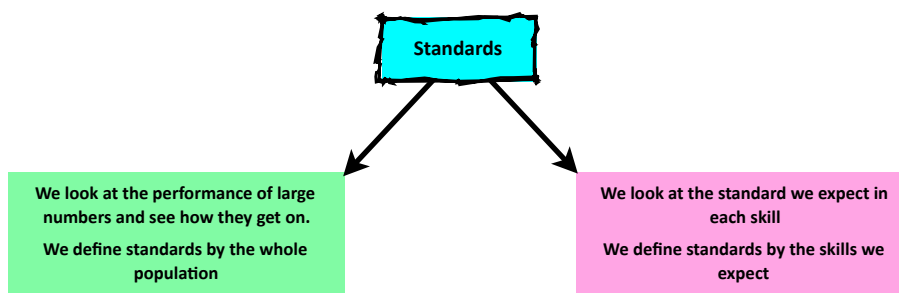 Standards
We look at the performance of large
numbers and see how they get on.
We define standards by the whole
population
We look at the standard we expect in
each skill
We define standards by the skills we
expect